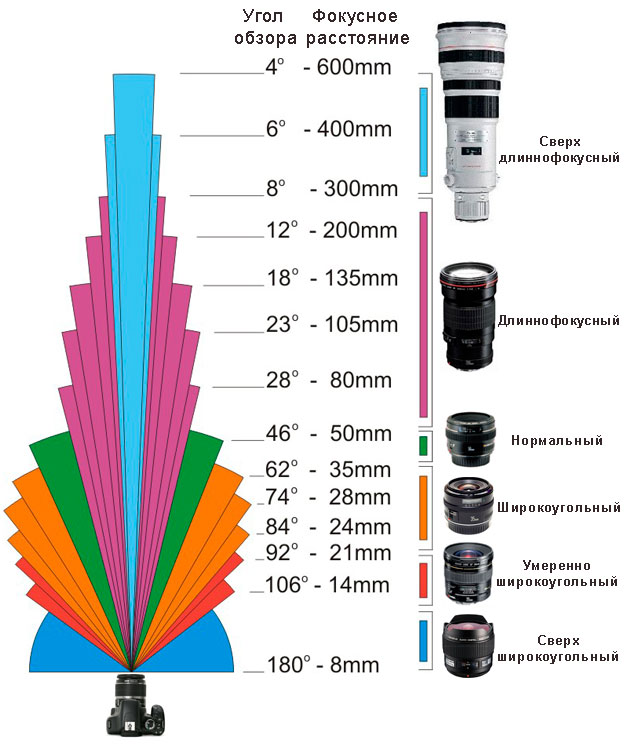 Угол Фокусное
обзора расстояние
4° - 600mm
6° - 400mm
Сверх
длиннофокусный
8° - 300mm
12° - 200mm
18° - 135mm
Длиннофокусный
23° - 105mm
28° - 80mm
46° - 50mm
Нормальный
62° - 35mm
74° - 28mm
Широкоугольный
84° - 24mm
92° - 21mm
Умеренно
широкоугольный
106° - 14mm
Сверх
широкоугольный
180° - 8mm